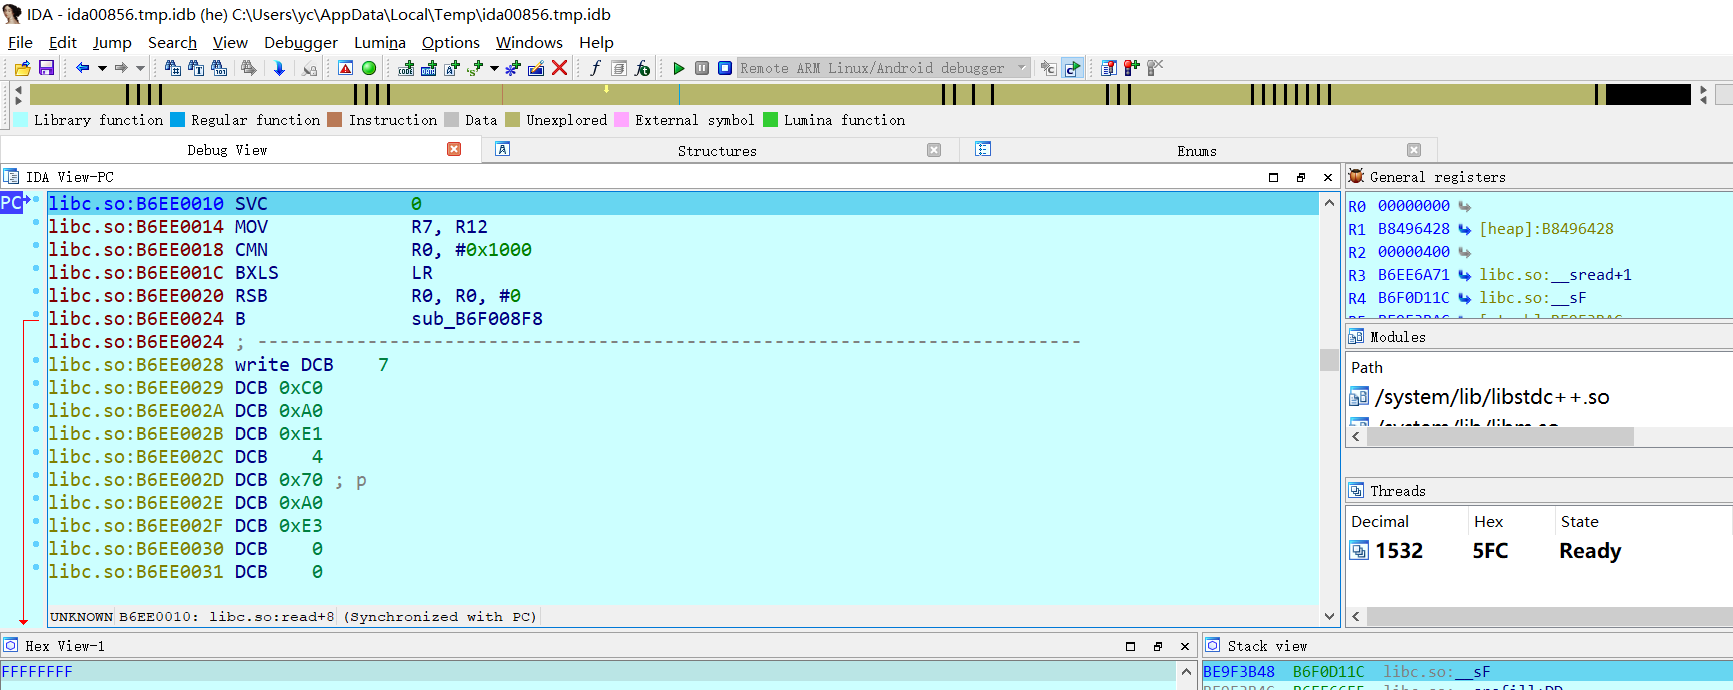 IDA - ida00856.tmp.idb (he) C:\Users\yc\AppData\Local\Temp\ida00856.tmp.idb
File Edit Jump Search View Debugger Lumina Options Windows Help
Remote ARM Linux/Android debugger
Library function Regular function Instruction Data Unexplored External symbol Lumina function
Debug View Structures Enums
IDA View-PC
PC
libc.so:B6EE0010 SVC 0
libc.so:B6EE0014 MOV R7, R12
libc.so:B6EE0018 CMN R0, #0x1000
libc.so:B6EE001C BXLS LR
libc.so:B6EE0020 RSB R0, R0, #0
libc.so:B6EE0024 B sub_B6F008F8
libc.so:B6EE0024 ; ---------------------------------------------------------------------------
libc.so:B6EE0028 write DCB 7
libc.so:B6EE0029 DCB 0xC0
libc.so:B6EE002A DCB 0xA0
libc.so:B6EE002B DCB 0xE1
libc.so:B6EE002C DCB 4
libc.so:B6EE002D DCB 0x70 ; p
libc.so:B6EE002E DCB 0xA0
libc.so:B6EE002F DCB 0xE3
libc.so:B6EE0030 DCB 0
libc.so:B6EE0031 DCB 0
UNKNOWN B6EE0010: libc.so:read+8 (Synchronized with PC)
General registers
R0 00000000
R1 B8496428 [heap]:B8496428
R2 00000400
R3 B6EE6A71 libc.so:__sread+1
R4 B6F0D11C libc.so:__sF
Modules
Path
/system/lib/libstdc++.so
Threads
Decimal Hex State
1532 5FC Ready
Hex View-1
FFFFFFFF
Stack view
BE9F3B48 B6F0D11C libc.so:__sF